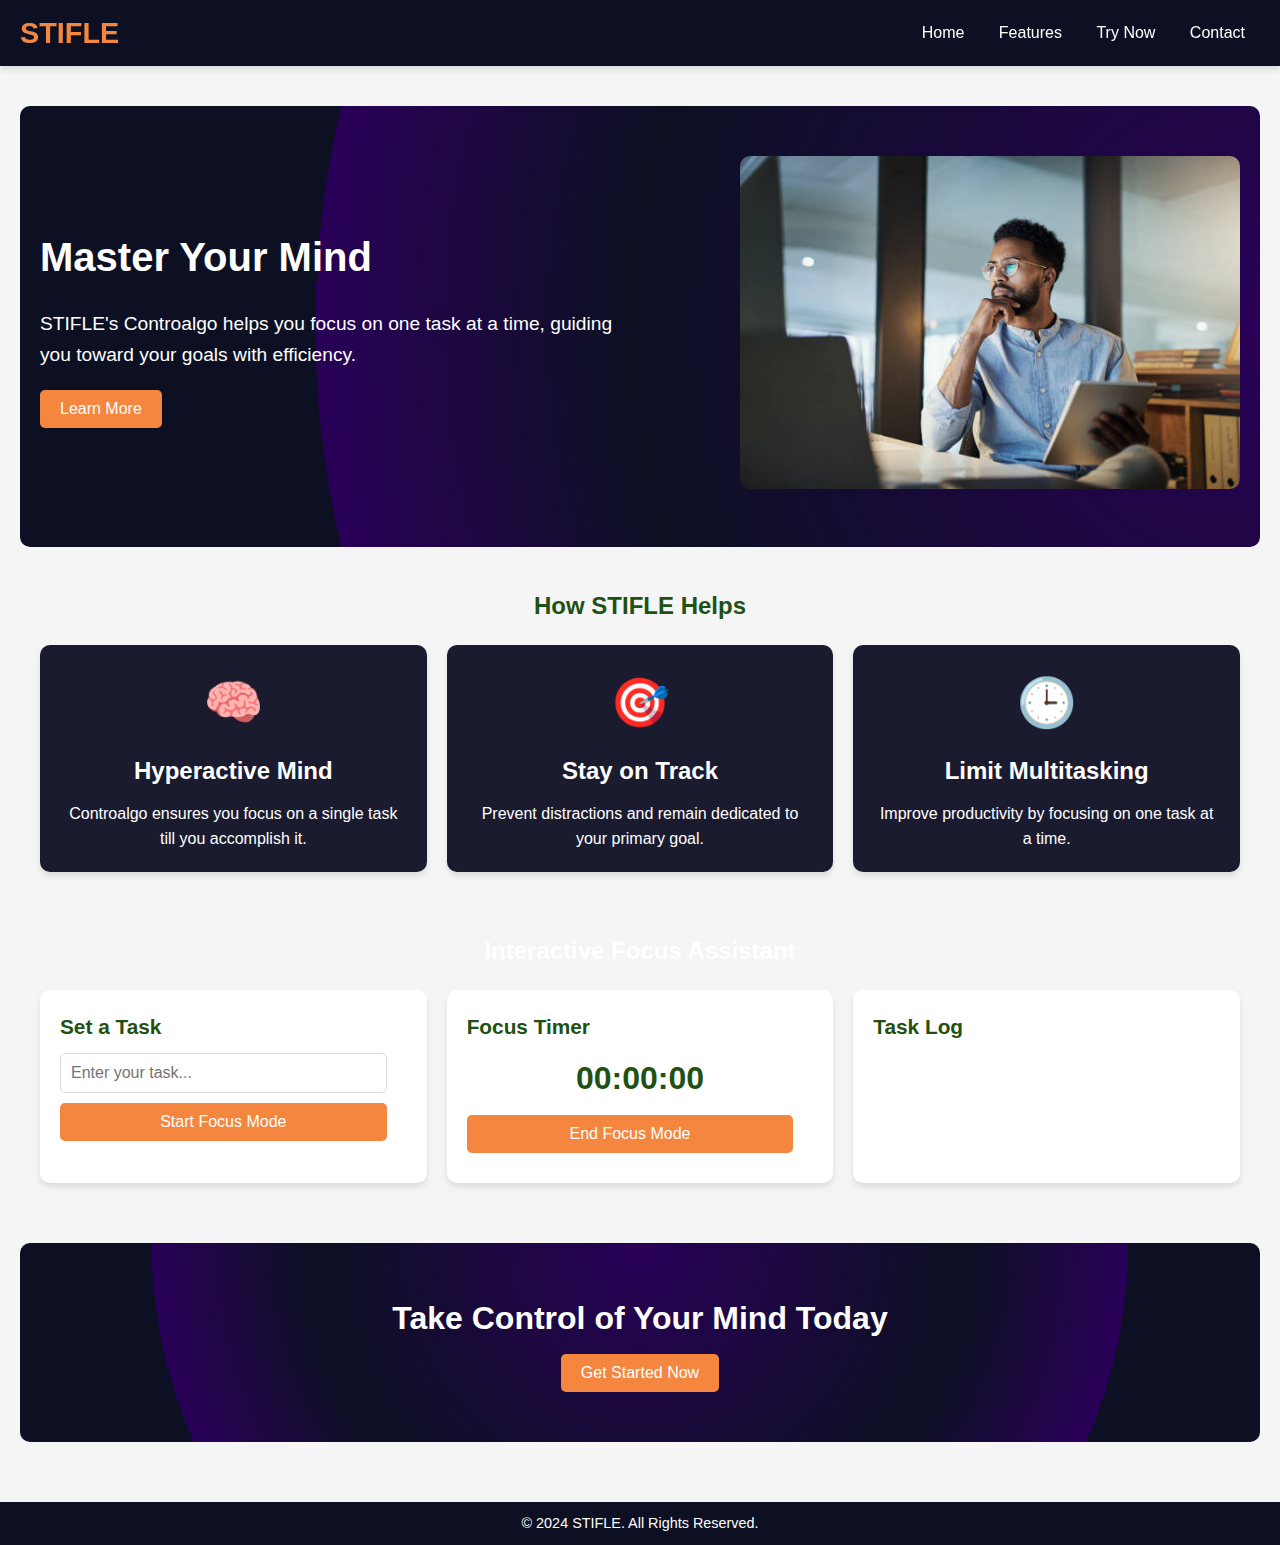 STIFLE
Home Features Try Now Contact
Master Your Mind
STIFLE's Controalgo helps you focus on one task at a time, guiding
you toward your goals with efficiency.
Learn More
How STIFLE Helps
Hyperactive Mind
Controalgo ensures you focus on a single task
till you accomplish it.
Stay on Track
Prevent distractions and remain dedicated to
your primary goal.
Limit Multitasking
Improve productivity by focusing on one task at
a time.
Interactive Focus Assistant
Set a Task
Enter your task...
Start Focus Mode
Focus Timer
00:00:00
End Focus Mode
Task Log
Take Control of Your Mind Today
Get Started Now
© 2024 STIFLE. All Rights Reserved.